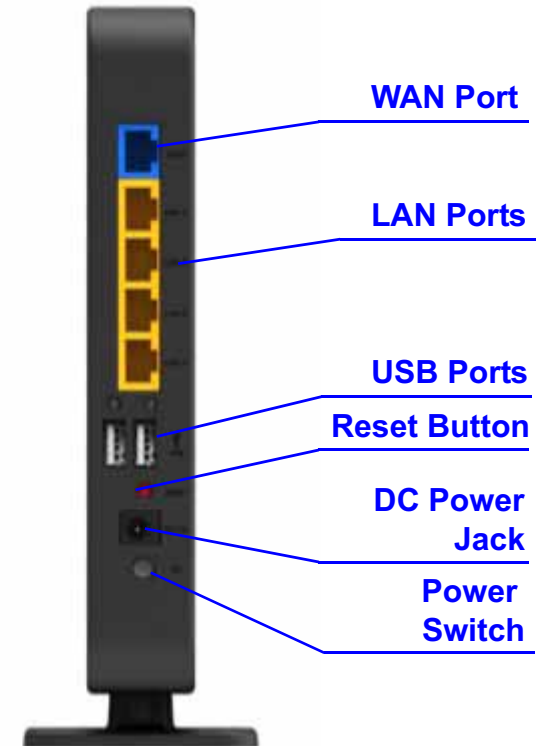 WAN Port
LAN Ports
USB Ports
Reset Button
DC Power
Jack
Power
Switch